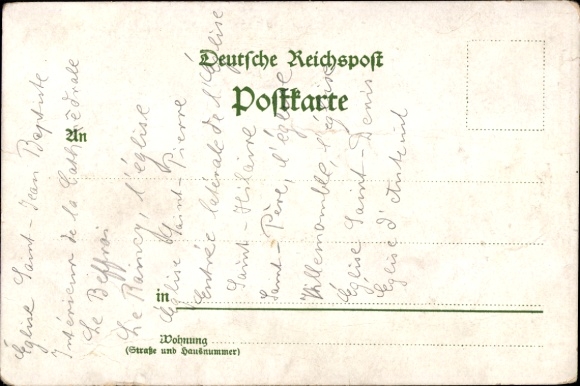 Deutsche Reichspost
Postkarte
An
in
Wohnung
(Straße und Hausnummer)
Église Saint-Jean Baptiste
Intérieur de la Cathédrale
Le Beffroi
Le Raincy, l'église
Église Saint-Pierre
Entrée latérale de l'Église
Saint-Hilaire
Saint-Père, l'église
Villemomble, l'église
Église Saint-Denis
Église d'Auteuil